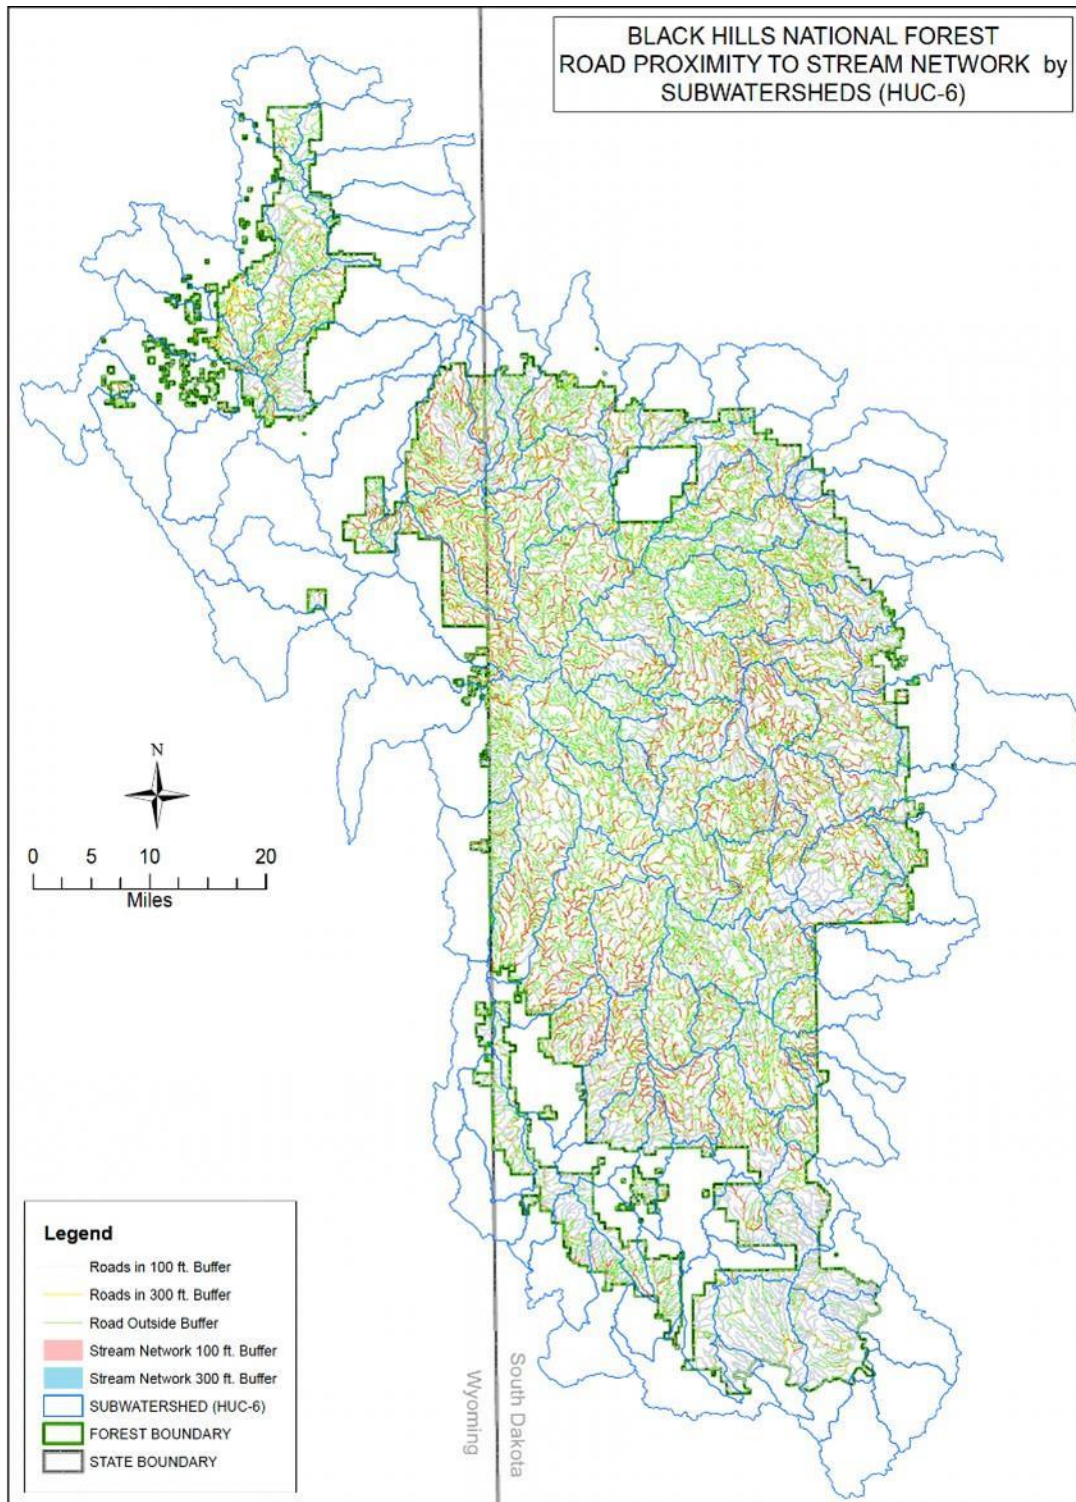 BLACK HILLS NATIONAL FOREST
ROAD PROXIMITY TO STREAM NETWORK by
SUBWATERSHEDS (HUC-6)
N
0 5 10 20
Miles
Legend
Roads in 100 ft. Buffer
Roads in 300 ft. Buffer
Road Outside Buffer
Stream Network 100 ft. Buffer
Stream Network 300 ft. Buffer
SUBWATERSHED (HUC-6)
FOREST BOUNDARY
STATE BOUNDARY
Wyoming
South Dakota